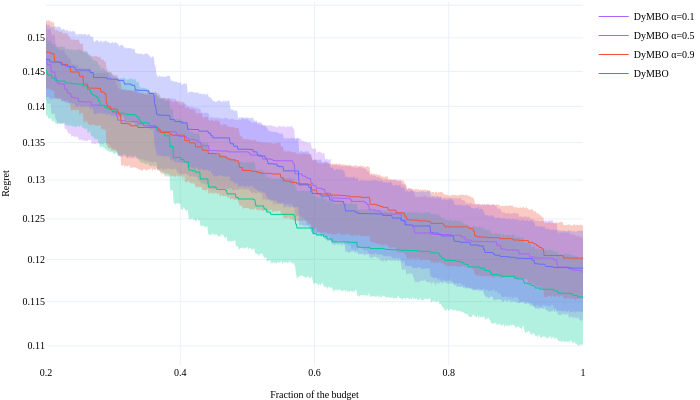 0.15
0.145
0.14
0.135
0.13
0.125
0.12
0.115
0.11
Regret
0.2
0.4
0.6
0.8
1
Fraction of the budget
DyMBO α=0.1
DyMBO α=0.5
DyMBO α=0.9
DyMBO